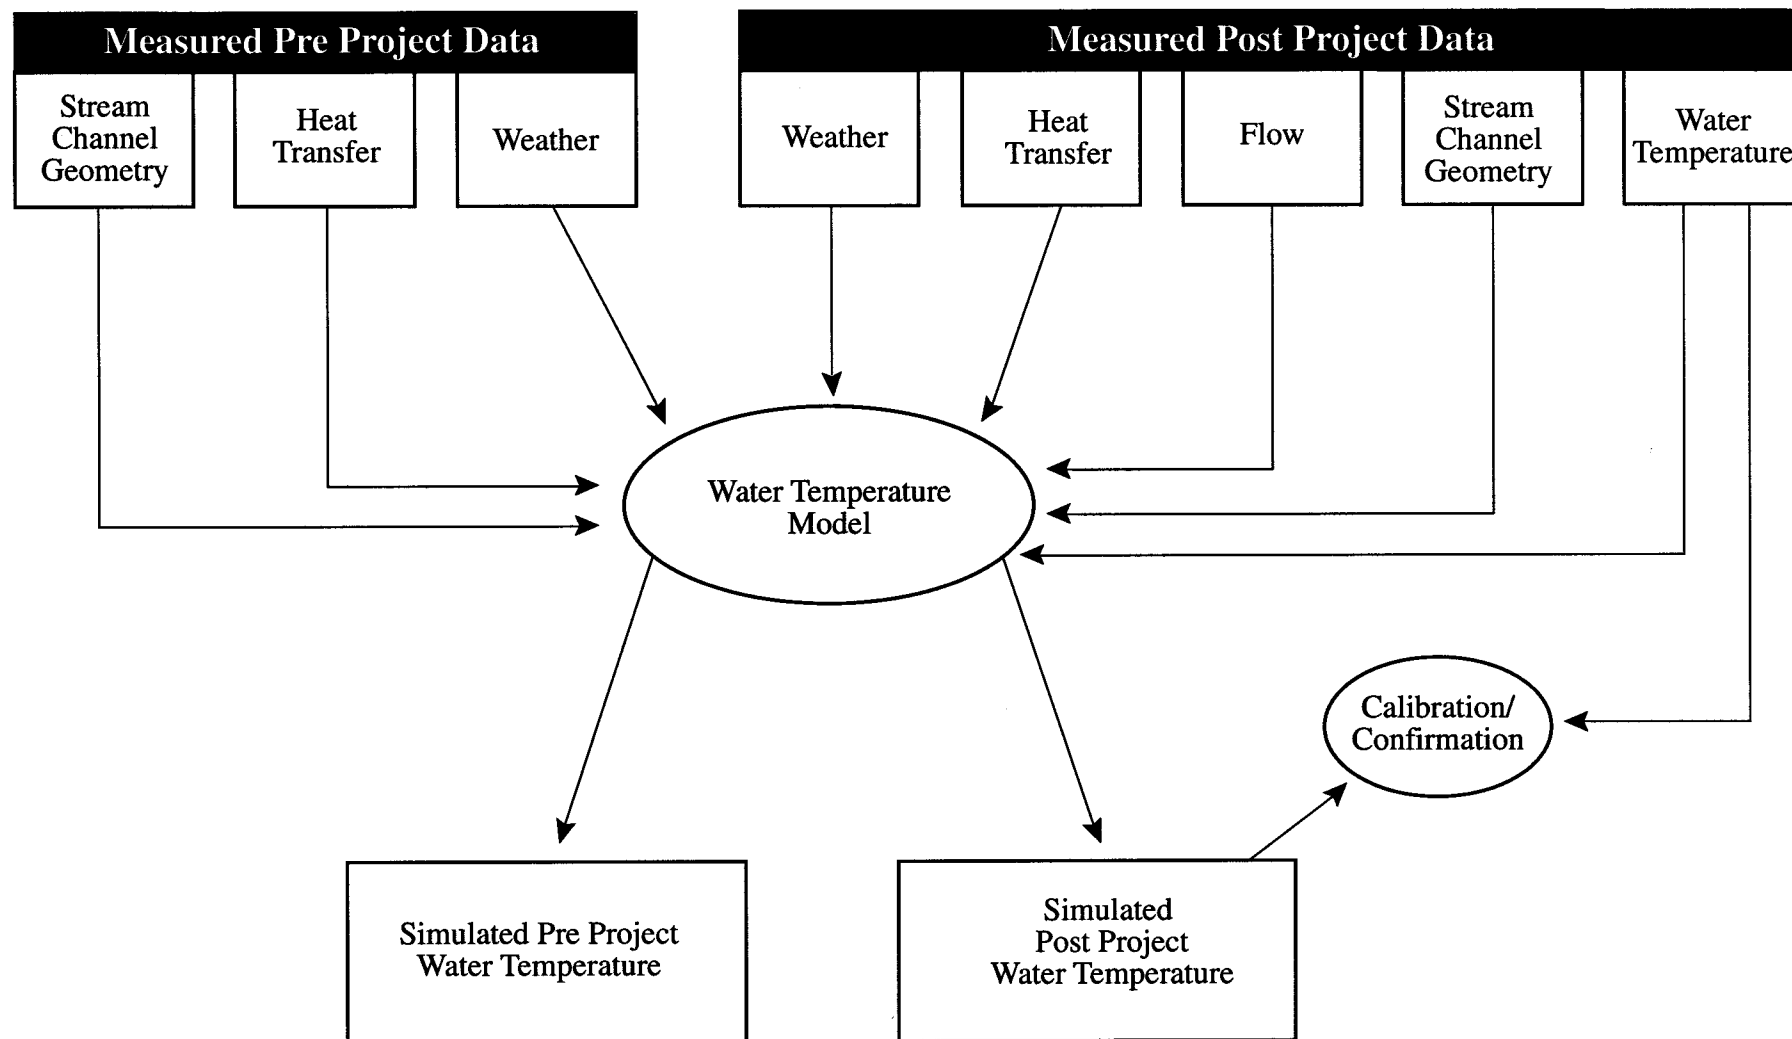 Measured Pre Project Data
Stream
Channel
Geometry
Heat
Transfer
Weather
Measured Post Project Data
Weather
Heat
Transfer
Flow
Stream
Channel
Geometry
Water
Temperature
Water Temperature
Model
Calibration/
Confirmation
Simulated Pre Project
Water Temperature
Simulated
Post Project
Water Temperature